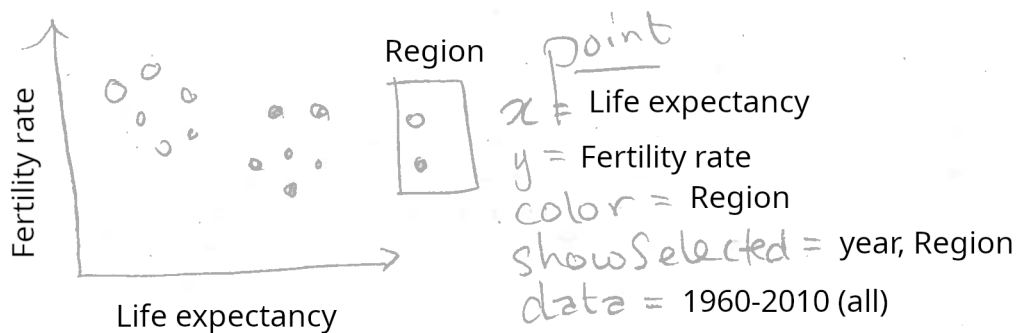 Fertility rate
Life expectancy
Region
point
x = Life expectancy
y = Fertility rate
color = Region
showSelected = year, Region
data = 1960-2010 (all)